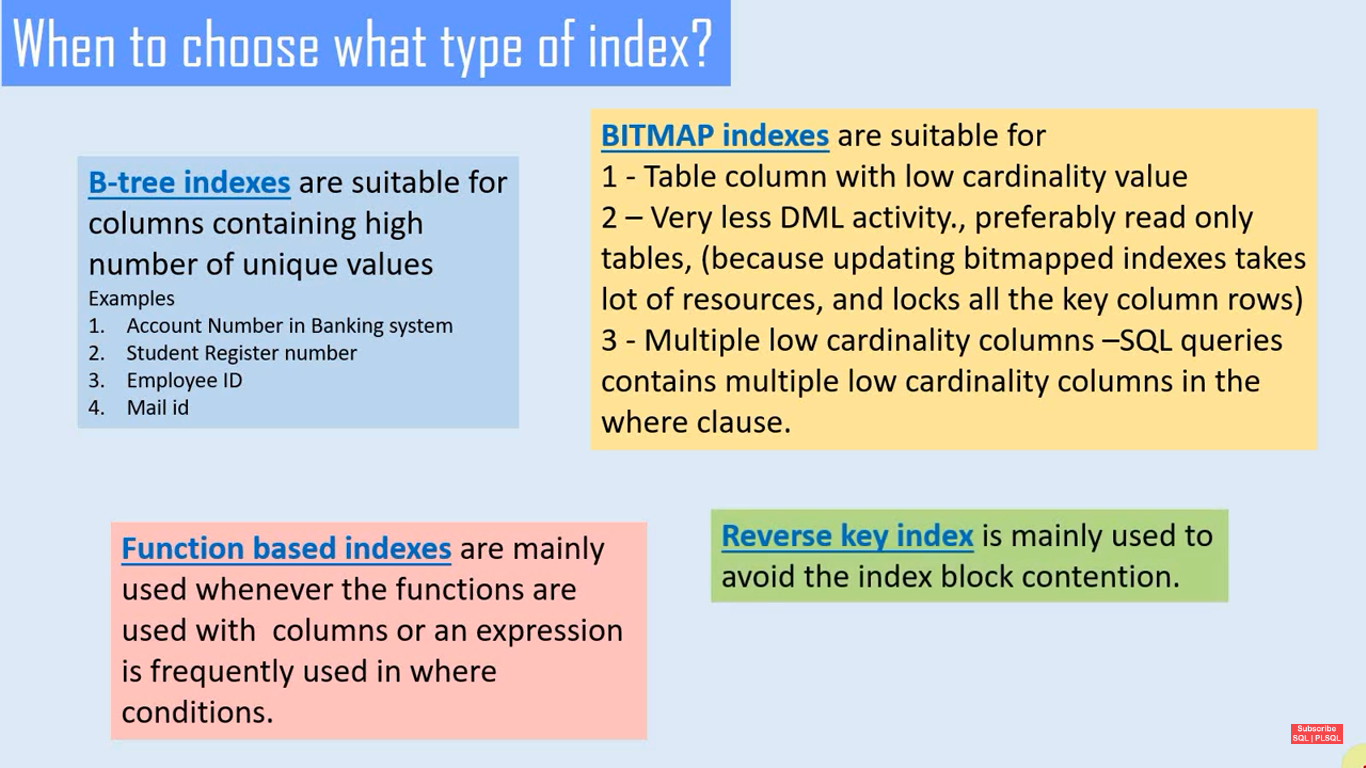 When to choose what type of index?
B-tree indexes are suitable for
columns containing high
number of unique values
Examples
1. Account Number in Banking system
2. Student Register number
3. Employee ID
4. Mail id
BITMAP indexes are suitable for
1 - Table column with low cardinality value
2 – Very less DML activity., preferably read only
tables, (because updating bitmapped indexes takes
lot of resources, and locks all the key column rows)
3 - Multiple low cardinality columns –SQL queries
contains multiple low cardinality columns in the
where clause.
Function based indexes are mainly
used whenever the functions are
used with columns or an expression
is frequently used in where
conditions.
Reverse key index is mainly used to
avoid the index block contention.
Subscribe
SQL | PLSQL